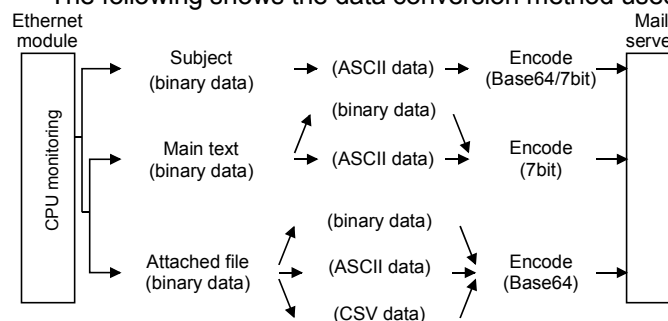 The following shows the data conversion method use
Ethernet
module
Mail
serve
CPU monitoring
Subject
(binary data)
(ASCII data)
Encode
(Base64/7bit)
(binary data)
Main text
(binary data)
(ASCII data)
Encode
(7bit)
(binary data)
Attached file
(binary data)
(ASCII data)
Encode
(Base64)
(CSV data)